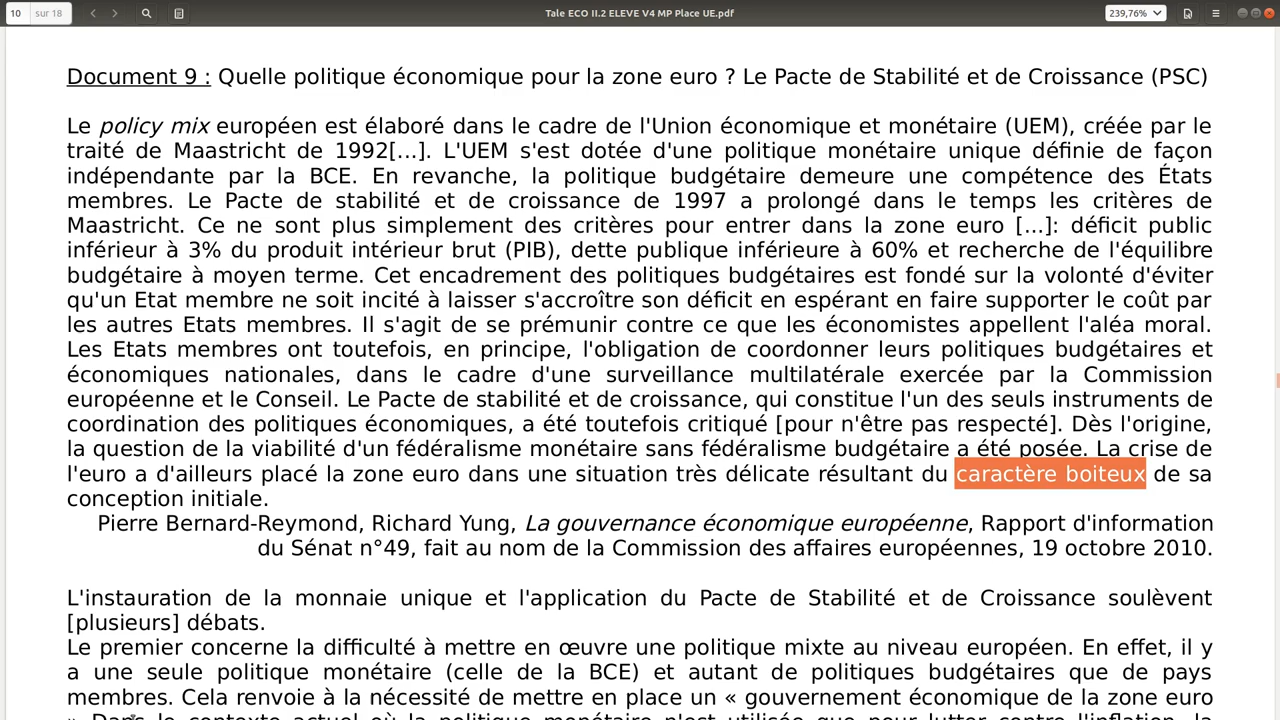 10 sur 18 Tale ECO II.2 ELEVE V4 MP Place UE.pdf 239,76%
Document 9 : Quelle politique économique pour la zone euro ? Le Pacte de Stabilité et de Croissance (PSC)
Le policy mix européen est élaboré dans le cadre de l'Union économique et monétaire (UEM), créée par le
traité de Maastricht de 1992[...]. L'UEM s'est dotée d'une politique monétaire unique définie de façon
indépendante par la BCE. En revanche, la politique budgétaire demeure une compétence des États
membres. Le Pacte de stabilité et de croissance de 1997 a prolongé dans le temps les critères de
Maastricht. Ce ne sont plus simplement des critères pour entrer dans la zone euro [...]: déficit public
inférieur à 3% du produit intérieur brut (PIB), dette publique inférieure à 60% et recherche de l'équilibre
budgétaire à moyen terme. Cet encadrement des politiques budgétaires est fondé sur la volonté d'éviter
qu'un Etat membre ne soit incité à laisser s'accroître son déficit en espérant en faire supporter le coût par
les autres Etats membres. Il s'agit de se prémunir contre ce que les économistes appellent l'aléa moral.
Les Etats membres ont toutefois, en principe, l'obligation de coordonner leurs politiques budgétaires et
économiques nationales, dans le cadre d'une surveillance multilatérale exercée par la Commission
européenne et le Conseil. Le Pacte de stabilité et de croissance, qui constitue l'un des seuls instruments de
coordination des politiques économiques, a été toutefois critiqué [pour n'être pas respecté]. Dès l'origine,
la question de la viabilité d'un fédéralisme monétaire sans fédéralisme budgétaire a été posée. La crise de
l'euro a d'ailleurs placé la zone euro dans une situation très délicate résultant du caractère boiteux de sa
conception initiale.
Pierre Bernard-Reymond, Richard Yung, La gouvernance économique européenne, Rapport d'information
du Sénat n°49, fait au nom de la Commission des affaires européennes, 19 octobre 2010.
L'instauration de la monnaie unique et l'application du Pacte de Stabilité et de Croissance soulèvent
[plusieurs] débats.
Le premier concerne la difficulté à mettre en œuvre une politique mixte au niveau européen. En effet, il y
a une seule politique monétaire (celle de la BCE) et autant de politiques budgétaires que de pays
membres. Cela renvoie à la nécessité de mettre en place un « gouvernement économique de la zone euro
». Dans le contexte actuel où la politique monétaire n'est utilisée que pour lutter contre l'inflation, la